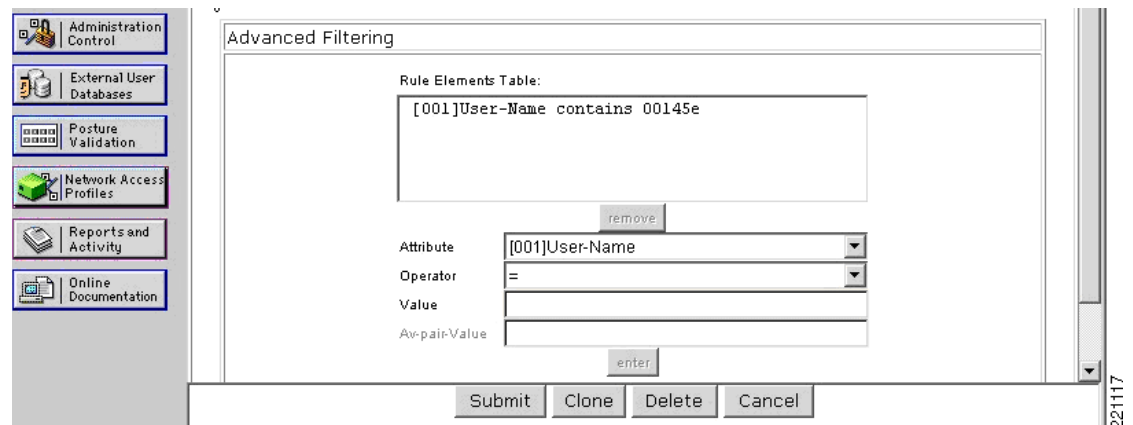 Administration
Control
External User
Databases
Posture
Validation
Network Access
Profiles
Reports and
Activity
Online
Documentation
Advanced Filtering
Rule Elements Table:
[001]User-Name contains 00145e
remove
Attribute [001]User-Name
Operator =
Value
Av-pair-Value
enter
Submit Clone Delete Cancel
221117